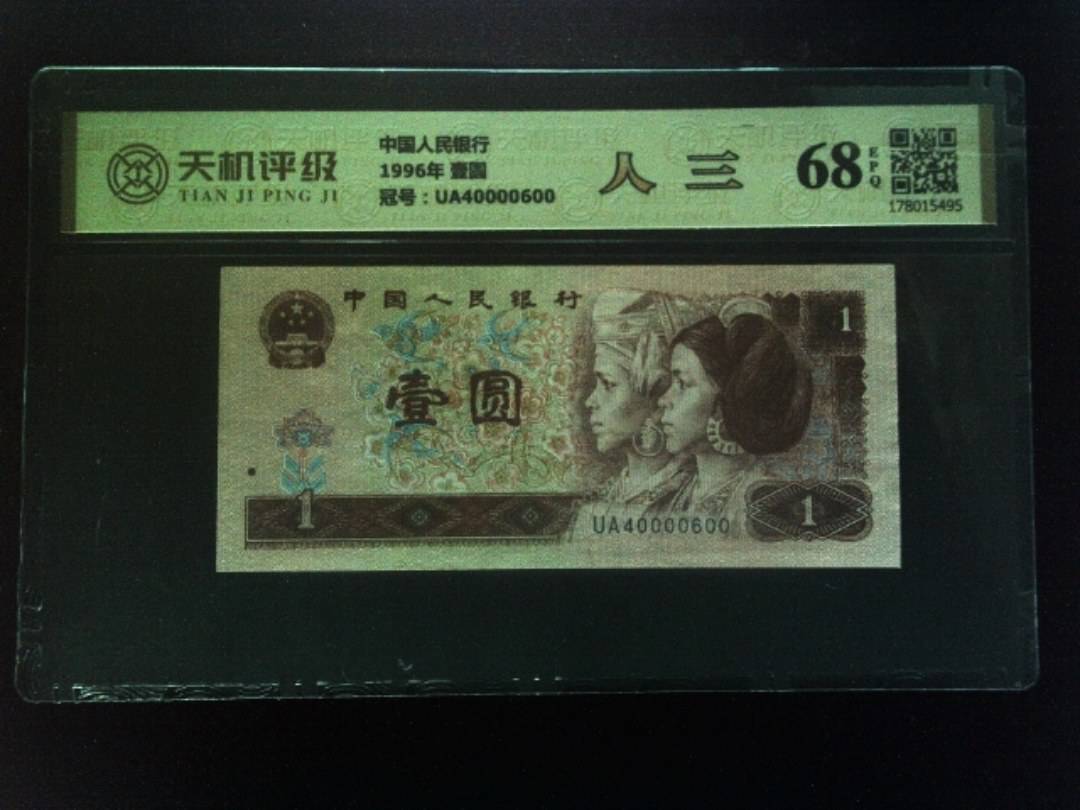 天机评级
TIAN JI PING JI
中国人民银行
1996年 壹圆
冠号：UA40000600
人 三
68 EPQ
178015495
中国人民银行
1
壹圆
1
UA40000600
1